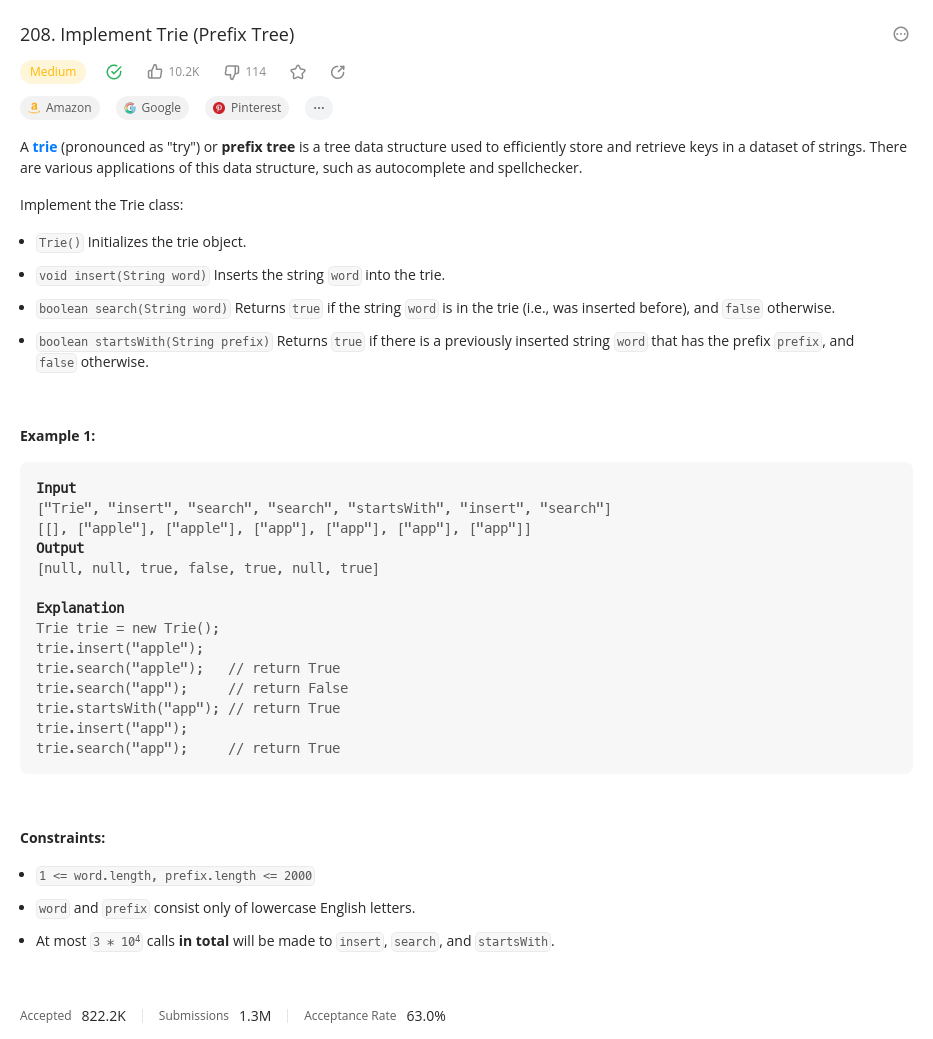 208. Implement Trie (Prefix Tree)
Medium 10.2K 114
Amazon Google Pinterest ...
A trie (pronounced as "try") or prefix tree is a tree data structure used to efficiently store and retrieve keys in a dataset of strings. There
are various applications of this data structure, such as autocomplete and spellchecker.
Implement the Trie class:
• Trie() Initializes the trie object.
• void insert(String word) Inserts the string word into the trie.
• boolean search(String word) Returns true if the string word is in the trie (i.e., was inserted before), and false otherwise.
• boolean startsWith(String prefix) Returns true if there is a previously inserted string word that has the prefix prefix, and
false otherwise.
Example 1:
Input
["Trie", "insert", "search", "search", "startsWith", "insert", "search"]
[[], ["apple"], ["apple"], ["app"], ["app"], ["app"], ["app"]]
Output
[null, null, true, false, true, null, true]
Explanation
Trie trie = new Trie();
trie.insert("apple");
trie.search("apple");   // return True
trie.search("app");     // return False
trie.startsWith("app"); // return True
trie.insert("app");
trie.search("app");     // return True
Constraints:
• 1 <= word.length, prefix.length <= 2000
• word and prefix consist only of lowercase English letters.
• At most 3 * 10⁴ calls in total will be made to insert, search, and startsWith.
Accepted 822.2K Submissions 1.3M Acceptance Rate 63.0%